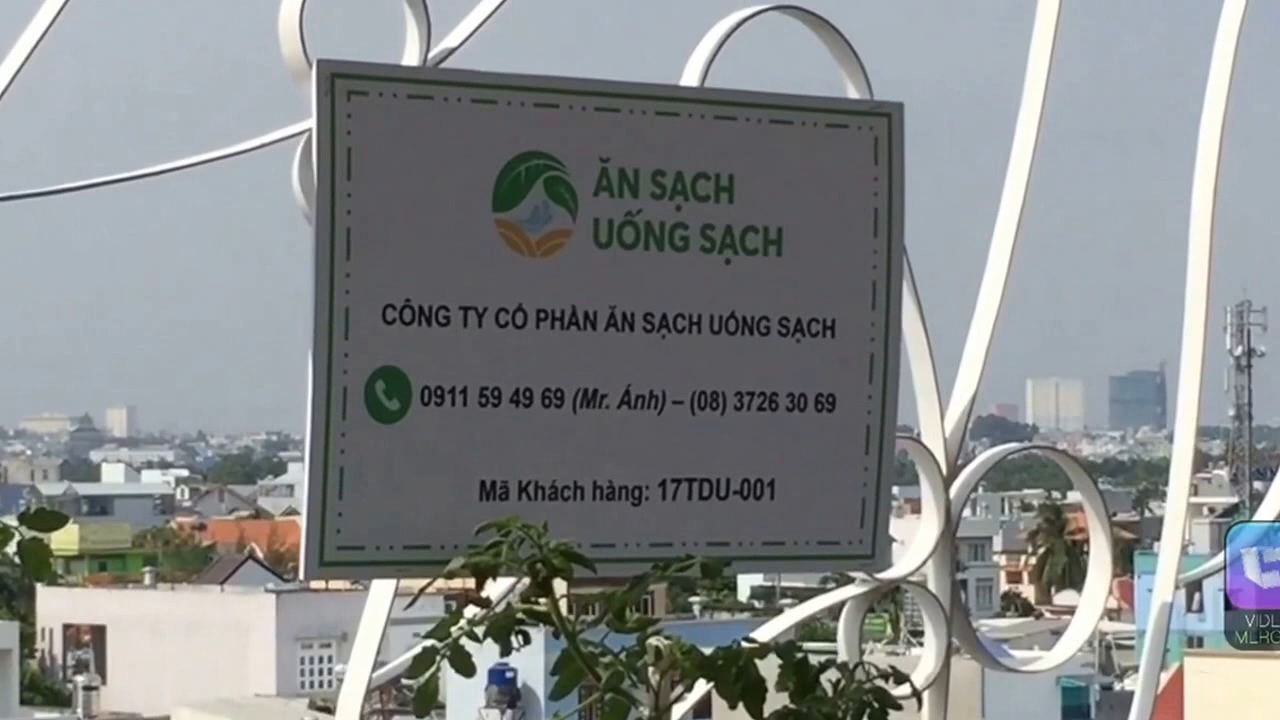 ĂN SẠCH
UỐNG SẠCH
CÔNG TY CỔ PHẦN ĂN SẠCH UỐNG SẠCH
0911 59 49 69 (Mr. Ánh) – (08) 3726 30 69
Mã Khách hàng: 17TDU-001